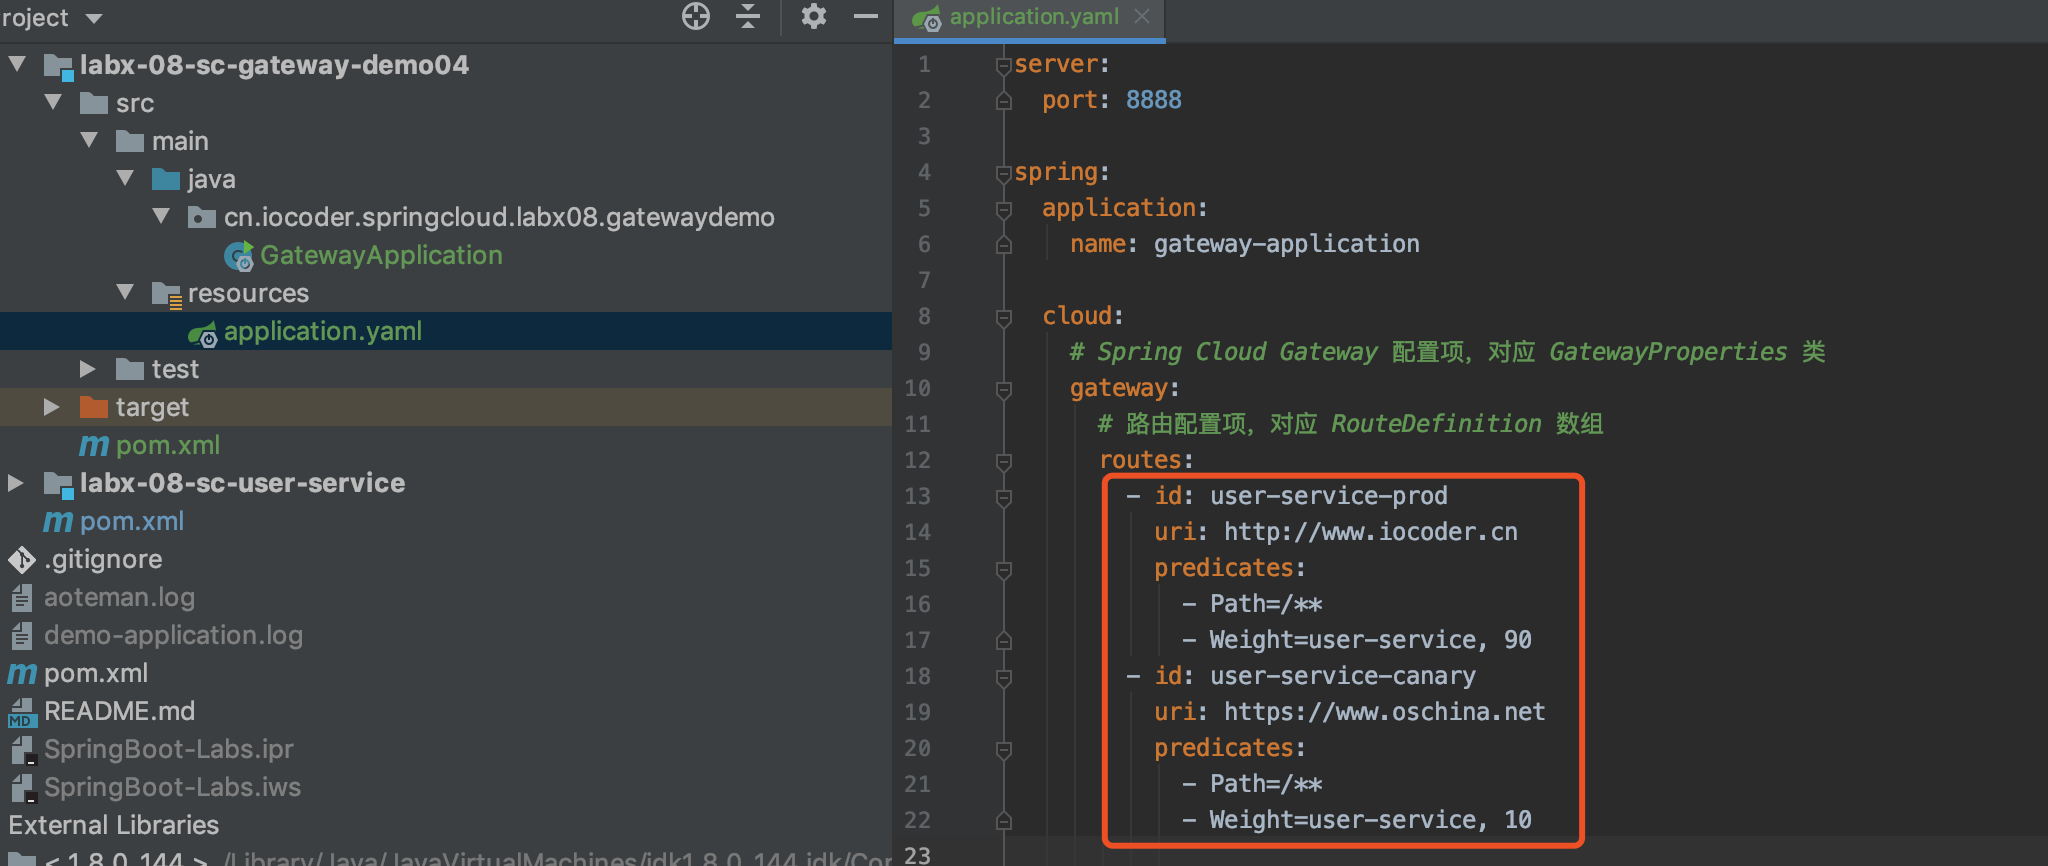 roject
labx-08-sc-gateway-demo04
src
main
java
cn.iocoder.springcloud.labx08.gatewaydemo
GatewayApplication
resources
application.yaml
test
target
pom.xml
labx-08-sc-user-service
pom.xml
.gitignore
aoteman.log
demo-application.log
pom.xml
README.md
SpringBoot-Labs.ipr
SpringBoot-Labs.iws
External Libraries
< 1.8.0_144 > /Library/Java/JavaVirtualMachines/jdk1.8.0_144.jdk/Con
application.yaml
1 server:
2 port: 8888
3
4 spring:
5 application:
6 name: gateway-application
7
8 cloud:
9 # Spring Cloud Gateway 配置项，对应 GatewayProperties 类
10 gateway:
11 # 路由配置项，对应 RouteDefinition 数组
12 routes:
13 - id: user-service-prod
14 uri: http://www.iocoder.cn
15 predicates:
16 - Path=/**
17 - Weight=user-service, 90
18 - id: user-service-canary
19 uri: https://www.oschina.net
20 predicates:
21 - Path=/**
22 - Weight=user-service, 10
23